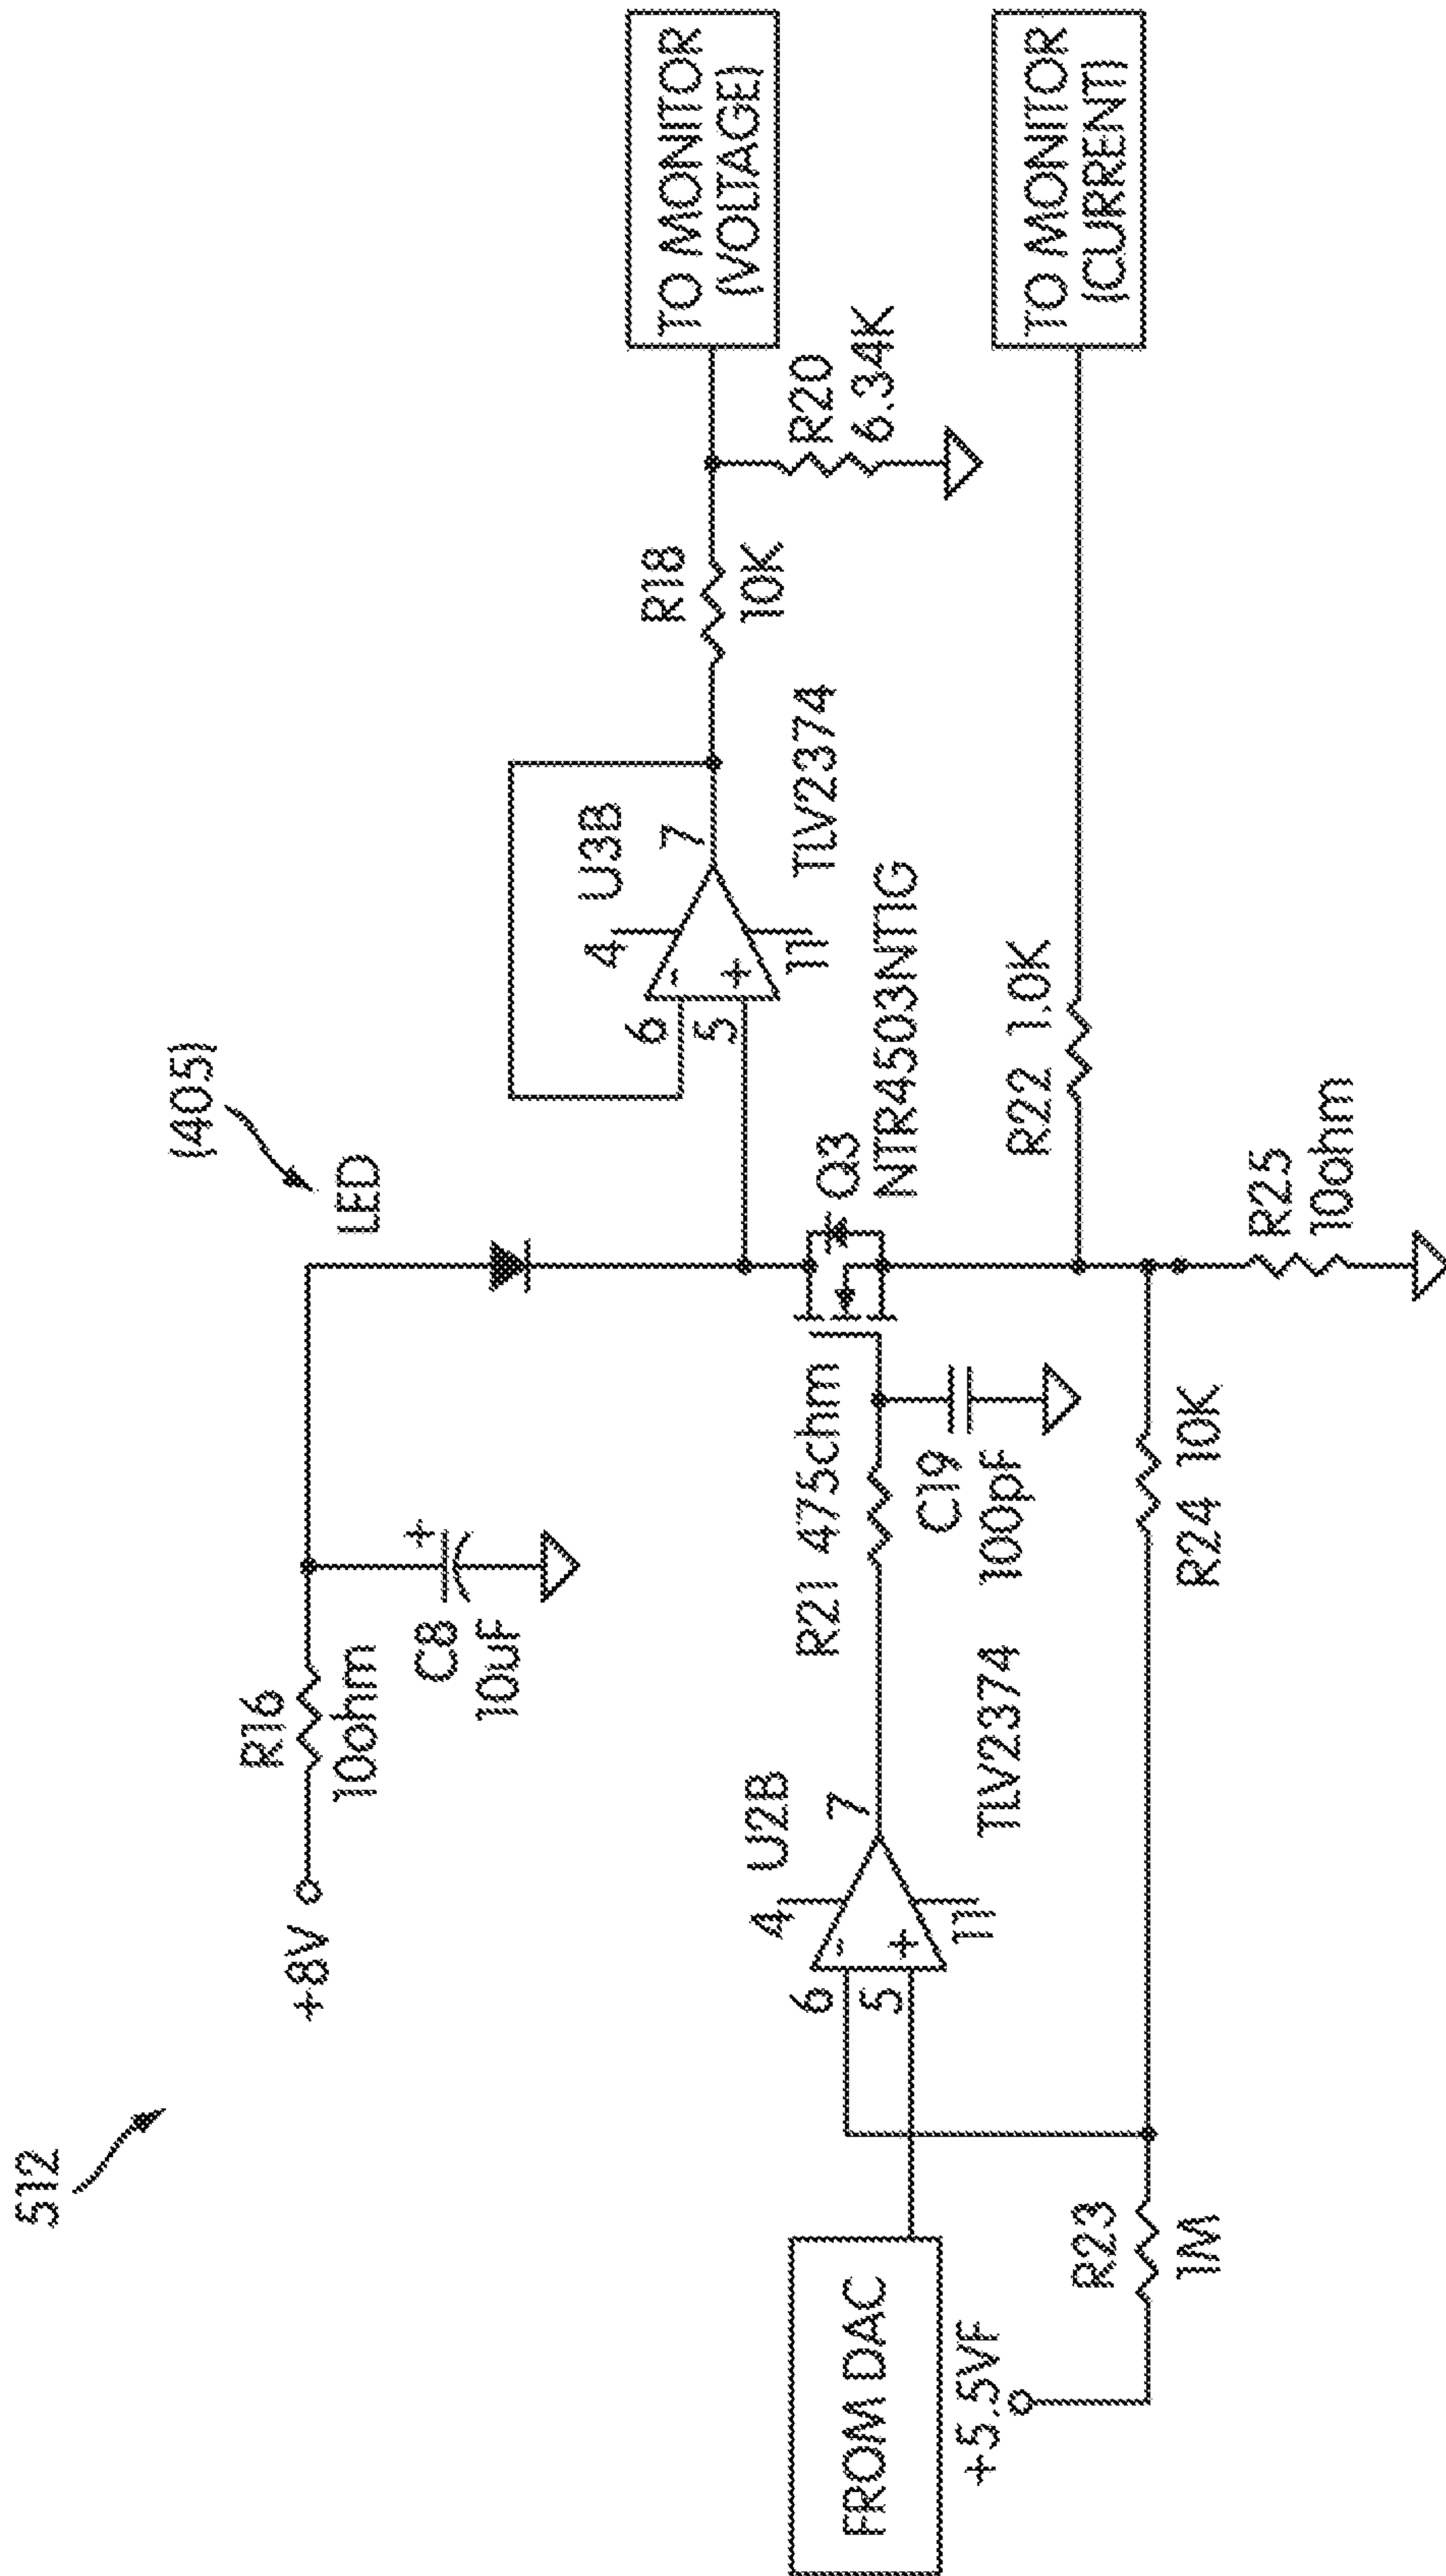 512
(405)
LED
+8V
R16
10ohm
C8
+
10uF
U3B
4
6
-
5
+
7
11
TLV2374
R18
10K
R20
6.34K
TO MONITOR
(VOLTAGE)
Q3
NTR4503NT1G
FROM DAC
U2B
4
6
-
5
+
7
11
TLV2374
R21 475ohm
C19
100pF
R22 1.0K
TO MONITOR
(CURRENT)
+5.5VF
R23
1M
R24 10K
R25
10ohm